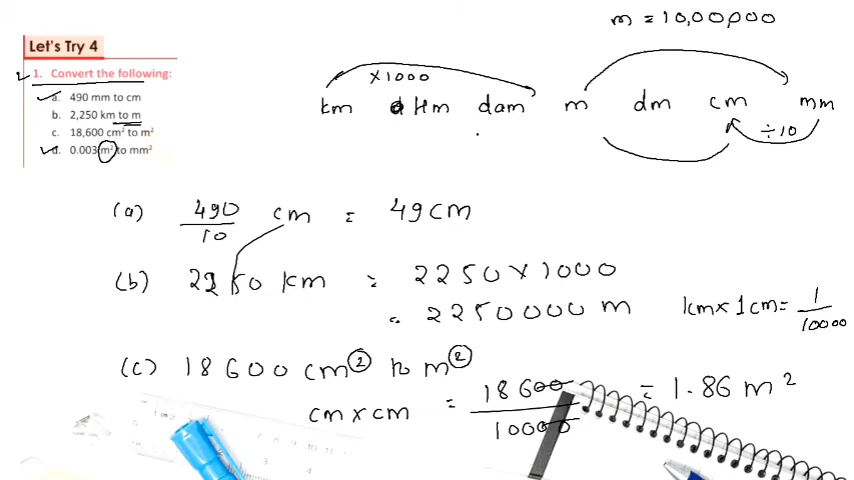 m = 10,00,000
Let's Try 4
1. Convert the following:
a. 490 mm to cm
b. 2,250 km to m
c. 18,600 cm² to m²
d. 0.003 m² to mm²
×1000
km Hm dam m dm cm mm
÷10
(a) 490/10 cm = 49 cm
(b) 2250 km = 2250×1000
= 2250000 m
km × 1cm = 1/10000
(c) 18600 cm² to m²
cm × cm = 18600/10000 = 1.86 m²